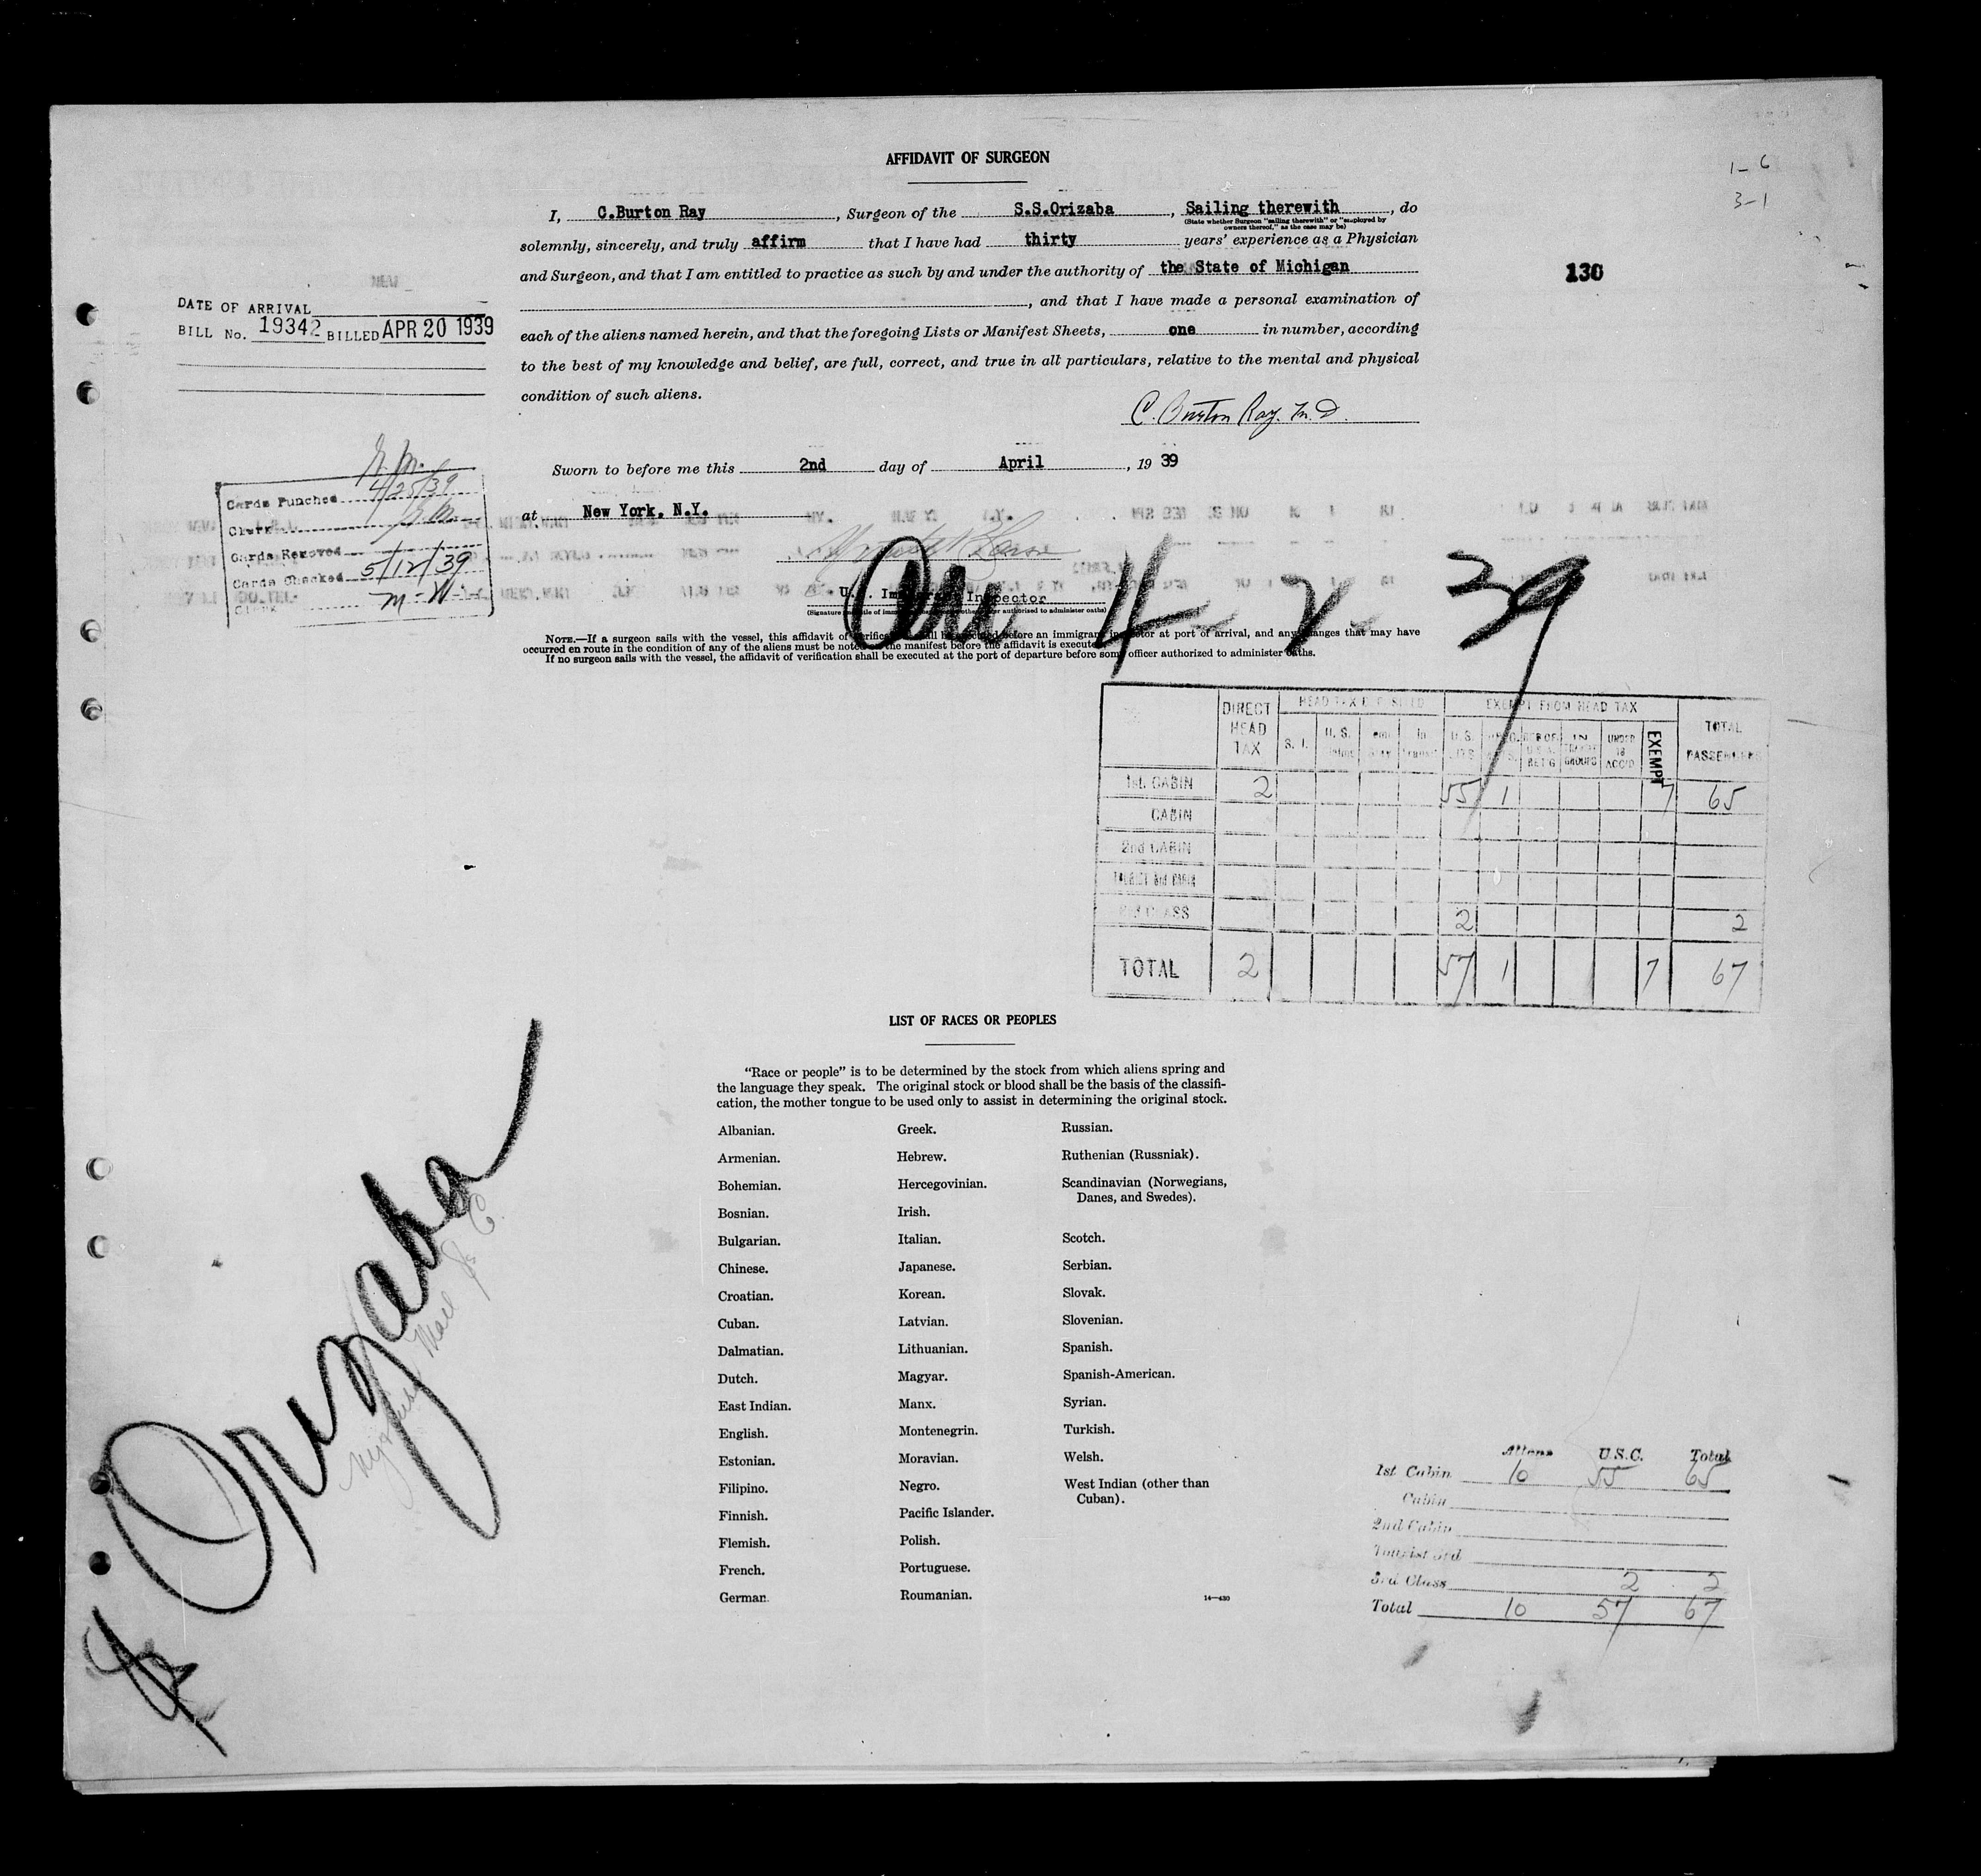 AFFIDAVIT OF SURGEON
1-6
3-1
I, C.Burton Ray, Surgeon of the S.S.Orizaba, Sailing therewith, do
(State whether Surgeon "sailing therewith" or "employed by
owners thereof," as the case may be)
solemnly, sincerely, and truly affirm that I have had thirty years' experience as a Physician
and Surgeon, and that I am entitled to practice as such by and under the authority of the State of Michigan
130
, and that I have made a personal examination of
each of the aliens named herein, and that the foregoing Lists or Manifest Sheets, one in number, according
to the best of my knowledge and belief, are full, correct, and true in all particulars, relative to the mental and physical
condition of such aliens.
C. Burton Ray. M.D.
DATE OF ARRIVAL
BILL No. 19342 BILLED APR 20 1939
Sworn to before me this 2nd day of April, 19 39
at New York, N.Y.
Cards Punched 4/25/39
Clerk
Cards Removed
Cards Checked 5/12/39
Clerk M-W
Arr 4-2-39
U.S. Immigrant Inspector
NOTE.—If a surgeon sails with the vessel, this affidavit of verification shall be executed before an immigrant inspector at port of arrival, and any changes that may have
occurred en route in the condition of any of the aliens must be noted on the manifest before the affidavit is executed.
If no surgeon sails with the vessel, the affidavit of verification shall be executed at the port of departure before some officer authorized to administer oaths.
DIRECT HEAD TAX
S. I. U. S.
EXEMPT FROM HEAD TAX
UNDER 16 ACC'D
EXEMPT
TOTAL PASSENGERS
1st. CABIN 2 55 1 7 65
CABIN
2nd CABIN
TOURIST 3rd CABIN
3rd CLASS 2 2
TOTAL 2 57 1 7 67
LIST OF RACES OR PEOPLES
"Race or people" is to be determined by the stock from which aliens spring and
the language they speak. The original stock or blood shall be the basis of the classifi-
cation, the mother tongue to be used only to assist in determining the original stock.
Albanian.
Armenian.
Bohemian.
Bosnian.
Bulgarian.
Chinese.
Croatian.
Cuban.
Dalmatian.
Dutch.
East Indian.
English.
Estonian.
Filipino.
Finnish.
Flemish.
French.
German.
Greek.
Hebrew.
Hercegovinian.
Irish.
Italian.
Japanese.
Korean.
Latvian.
Lithuanian.
Magyar.
Manx.
Montenegrin.
Moravian.
Negro.
Pacific Islander.
Polish.
Portuguese.
Roumanian.
Russian.
Ruthenian (Russniak).
Scandinavian (Norwegians,
Danes, and Swedes).
Scotch.
Serbian.
Slovak.
Slovenian.
Spanish.
Spanish-American.
Syrian.
Turkish.
Welsh.
West Indian (other than
Cuban).
14—430
Orizaba
Aliens U.S.C. Total
1st Cabin 10 55 65
Cabin
2nd Cabin
Tourist 3rd
3rd Class 2 2
Total 10 57 67